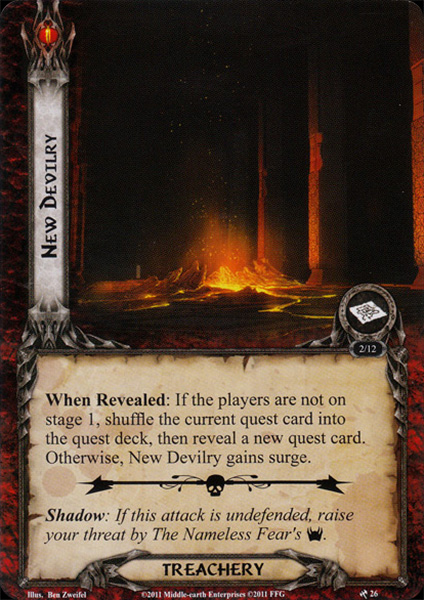 New Devilry
2/12
When Revealed: If the players are not on
stage 1, shuffle the current quest card into
the quest deck, then reveal a new quest card.
Otherwise, New Devilry gains surge.
Shadow: If this attack is undefended, raise
your threat by The Nameless Fear's .
TREACHERY
Illus. Ben Zweifel
©2011 Middle-earth Enterprises ©2011 FFG
26